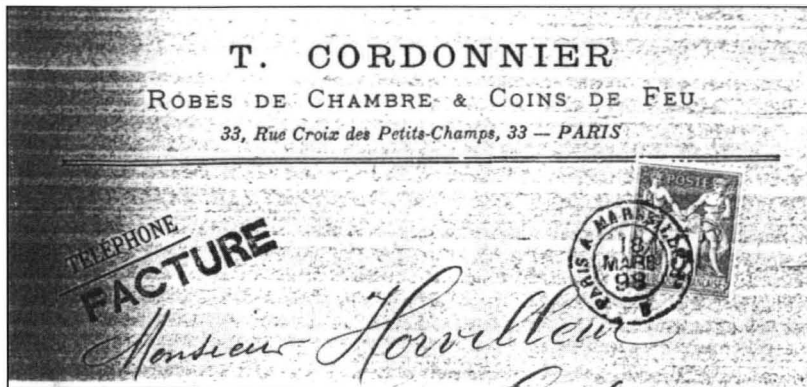 T. CORDONNIER
ROBES DE CHAMBRE & COINS DE FEU
33, Rue Croix des Petits-Champs, 33 — PARIS
POSTE
PARIS A MARSEILLE
18
MARS
98
TÉLÉPHONE
FACTURE
Monsieur Horvilleur